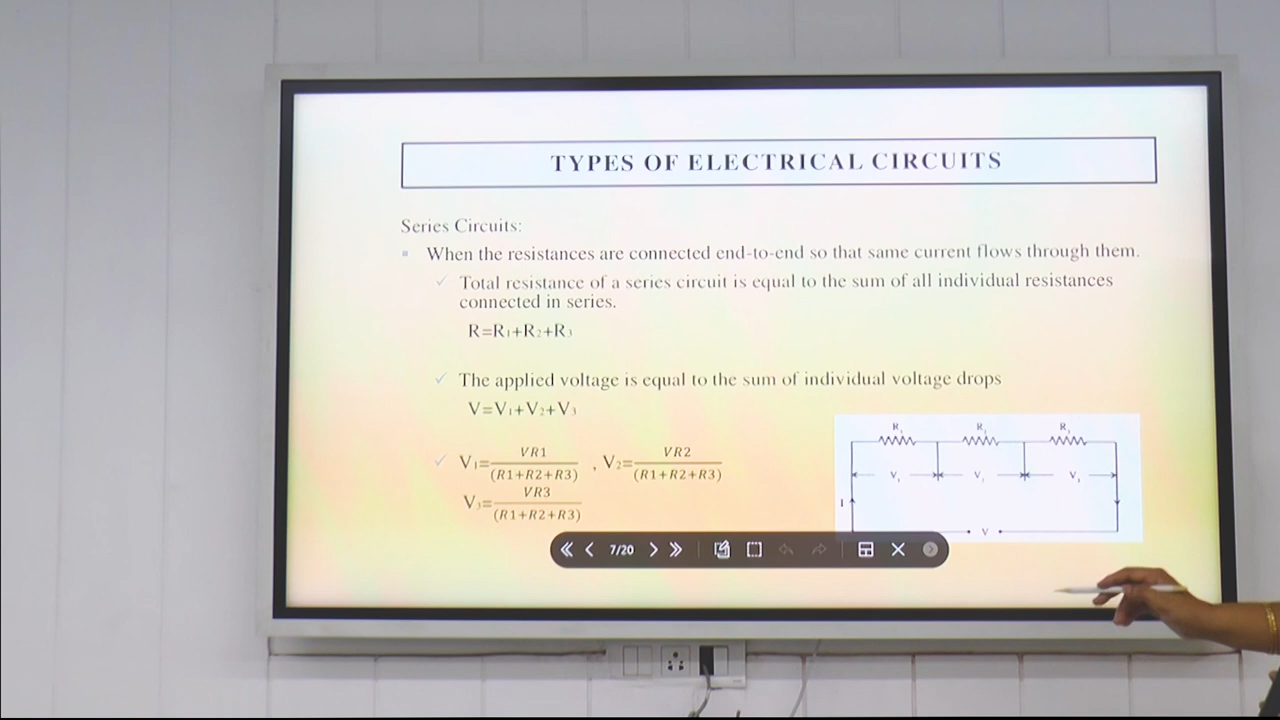 TYPES OF ELECTRICAL CIRCUITS
Series Circuits:
▪ When the resistances are connected end-to-end so that same current flows through them.
✓ Total resistance of a series circuit is equal to the sum of all individual resistances
connected in series.
R=R₁+R₂+R₃
✓ The applied voltage is equal to the sum of individual voltage drops
V=V₁+V₂+V₃
✓ V₁=VR1/(R1+R2+R3) , V₂=VR2/(R1+R2+R3)
V₃=VR3/(R1+R2+R3)
R R R
V V V
I
V
7/20